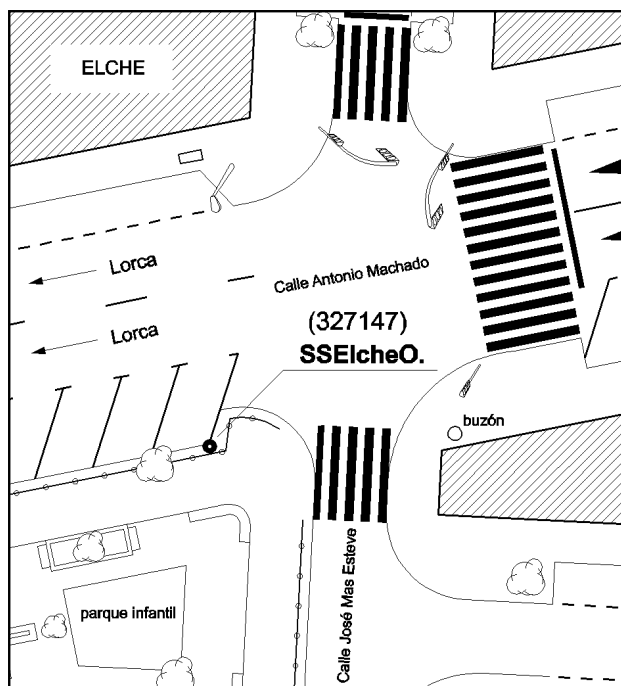 ELCHE
Lorca
Calle Antonio Machado
Lorca
(327147)
SSElcheO.
buzón
Calle José Mas Esteve
parque infantil